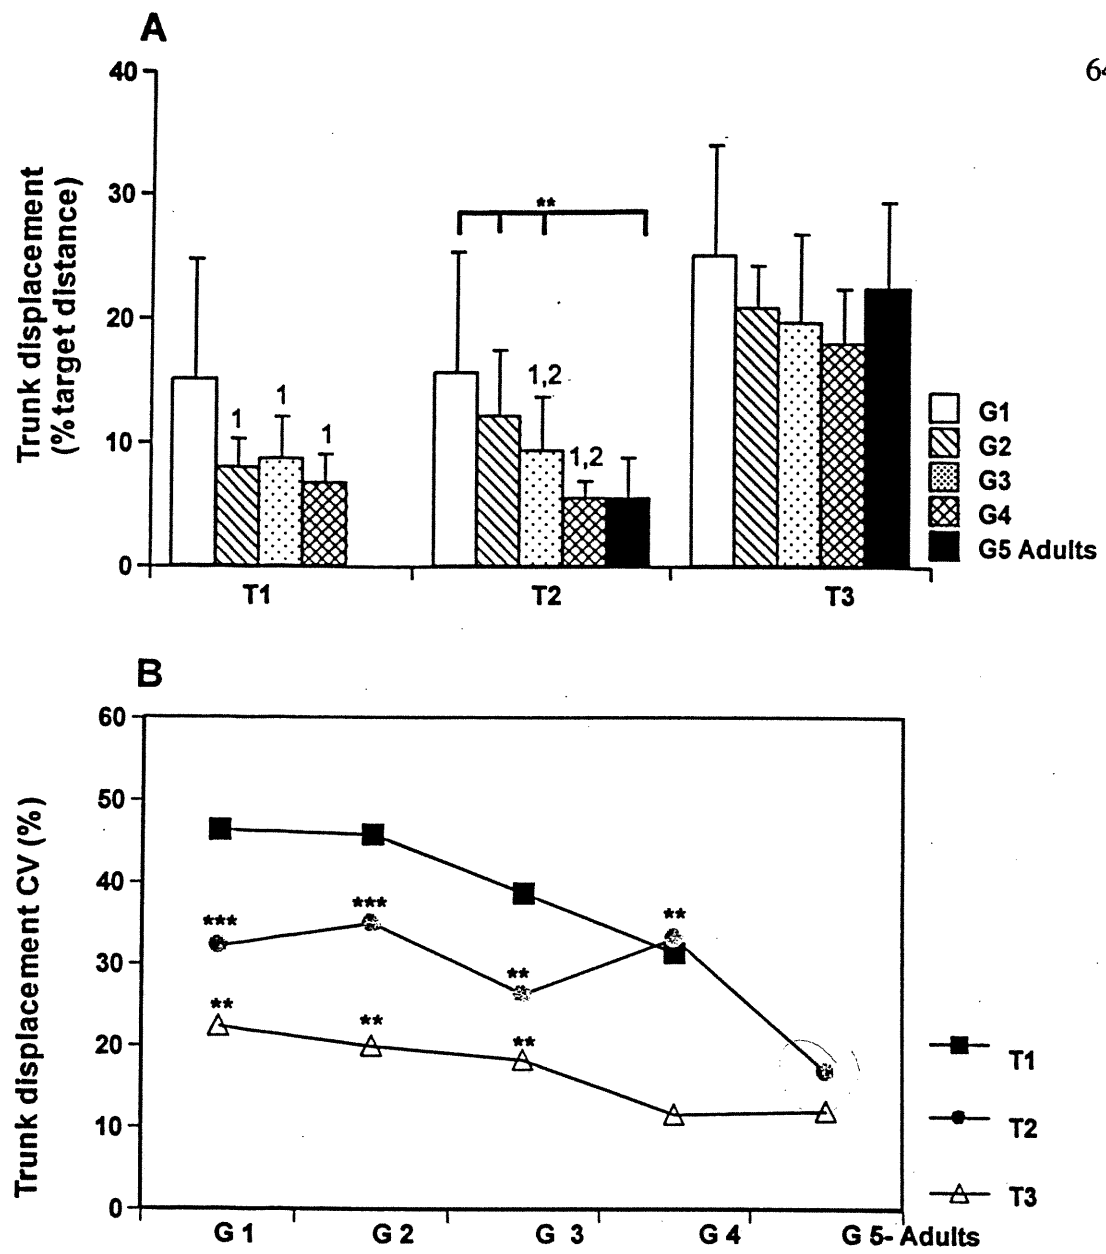 A
64
Trunk displacement
(% target distance)
40
30
20
10
0
**
1
1
1
1,2
1,2
T1
T2
T3
G1
G2
G3
G4
G5 Adults
B
Trunk displacement CV (%)
60
50
40
30
20
10
0
***
***
**
**
**
**
**
G 1
G 2
G 3
G 4
G 5- Adults
T1
T2
T3